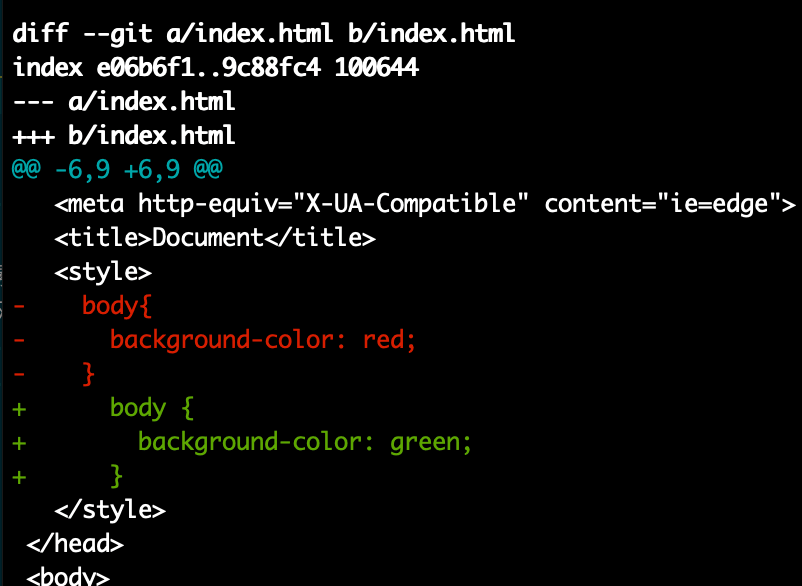 diff --git a/index.html b/index.html
index e06b6f1..9c88fc4 100644
--- a/index.html
+++ b/index.html
@@ -6,9 +6,9 @@
   <meta http-equiv="X-UA-Compatible" content="ie=edge">
   <title>Document</title>
   <style>
-    body{
-      background-color: red;
-    }
+      body {
+        background-color: green;
+      }
   </style>
 </head>
 <body>